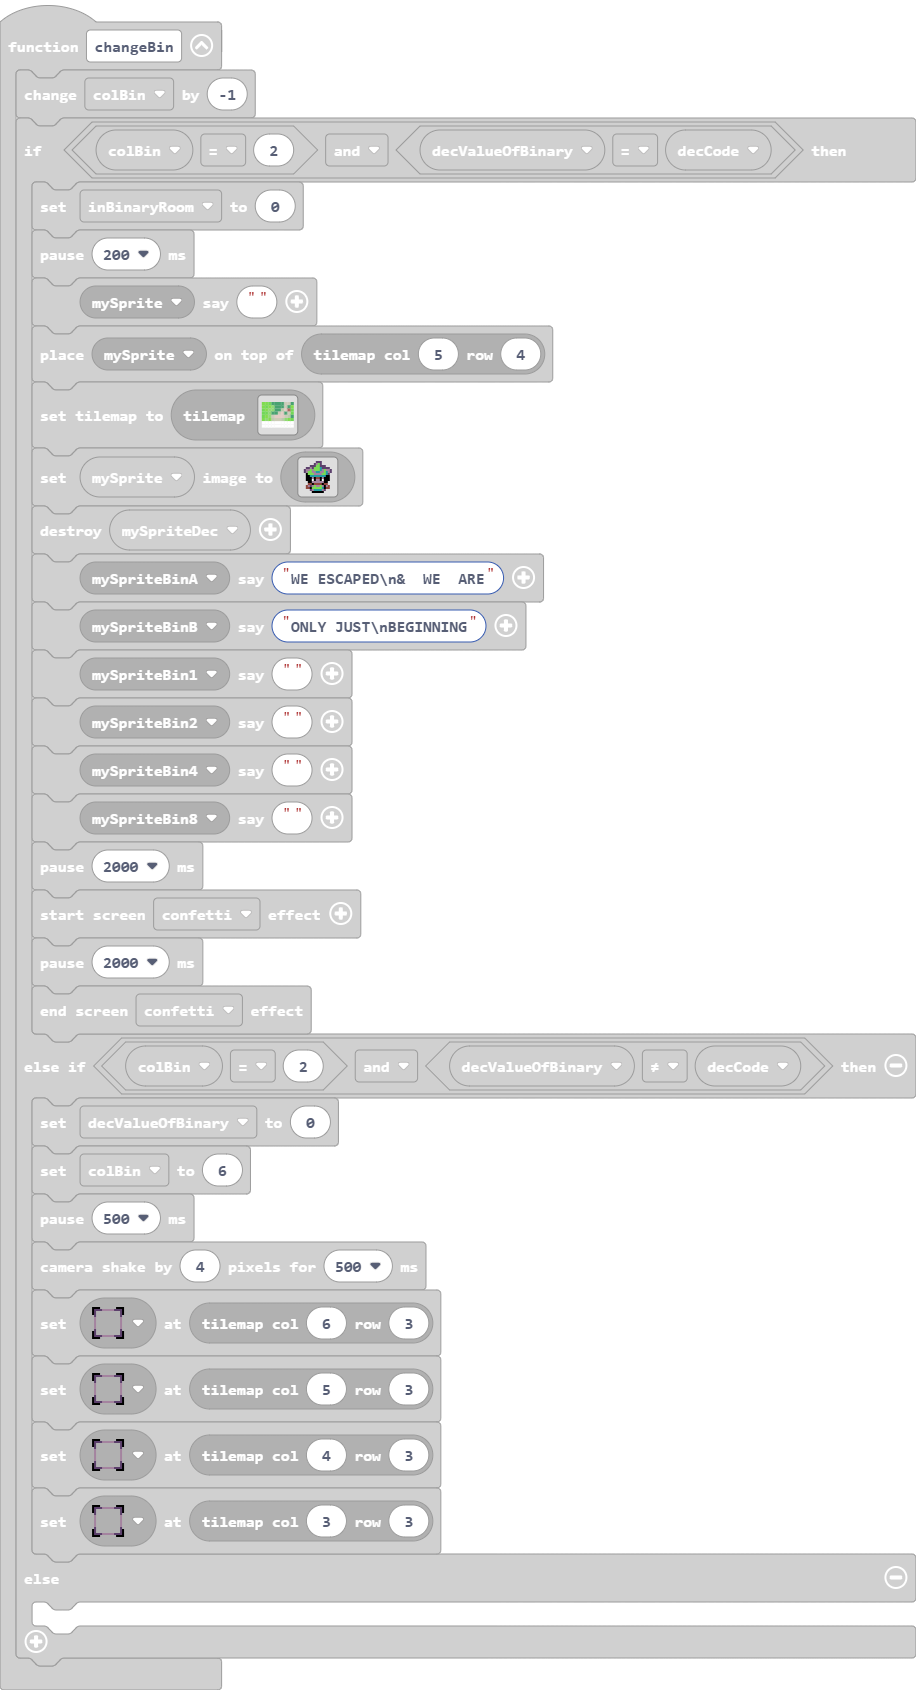 function changeBin
change colBin by -1
if colBin = 2 and decValueOfBinary = decCode then
set inBinaryRoom to 0
pause 200 ms
mySprite say " "
place mySprite on top of tilemap col 5 row 4
set tilemap to tilemap
set mySprite image to
destroy mySpriteDec
mySpriteBinA say "WE ESCAPED\n&  WE  ARE"
mySpriteBinB say "ONLY JUST\nBEGINNING"
mySpriteBin1 say " "
mySpriteBin2 say " "
mySpriteBin4 say " "
mySpriteBin8 say " "
pause 2000 ms
start screen confetti effect
pause 2000 ms
end screen confetti effect
else if colBin = 2 and decValueOfBinary ≠ decCode then
set decValueOfBinary to 0
set colBin to 6
pause 500 ms
camera shake by 4 pixels for 500 ms
set at tilemap col 6 row 3
set at tilemap col 5 row 3
set at tilemap col 4 row 3
set at tilemap col 3 row 3
else